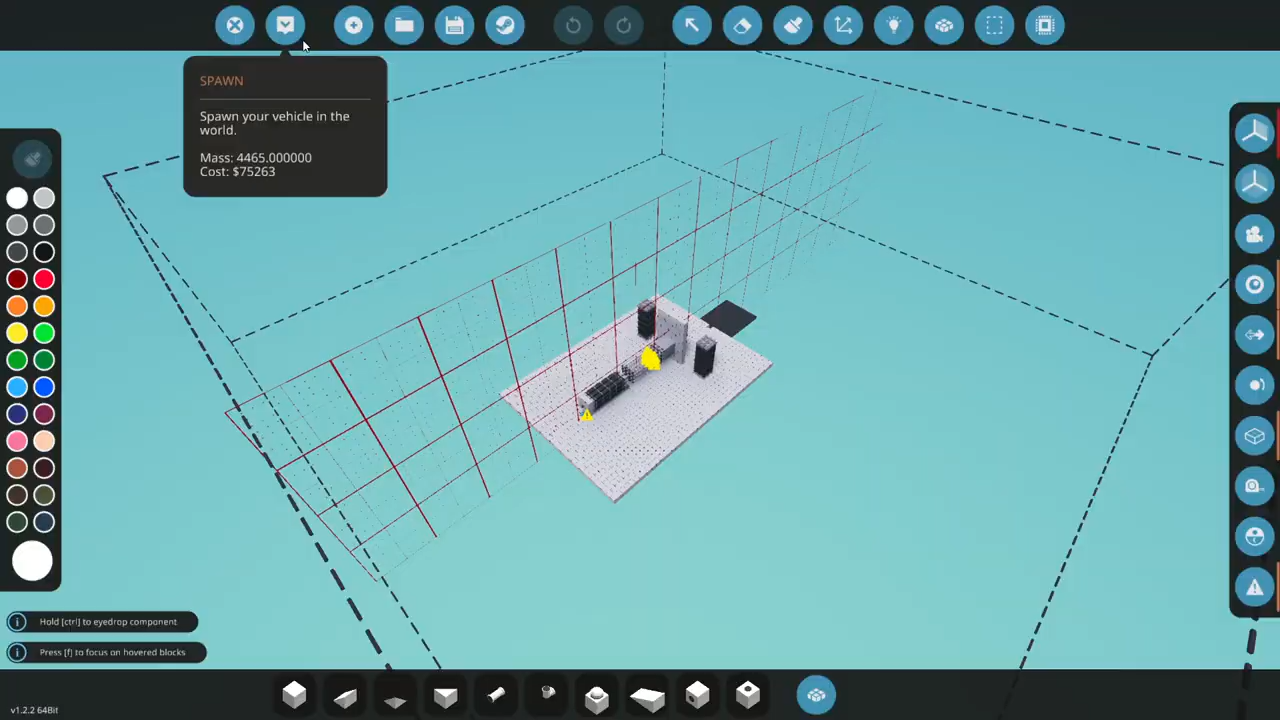 SPAWN
Spawn your vehicle in the
world.
Mass: 4465.000000
Cost: $75263
Hold [ctrl] to eyedrop component
Press [f] to focus on hovered blocks
v1.2.2 64Bit